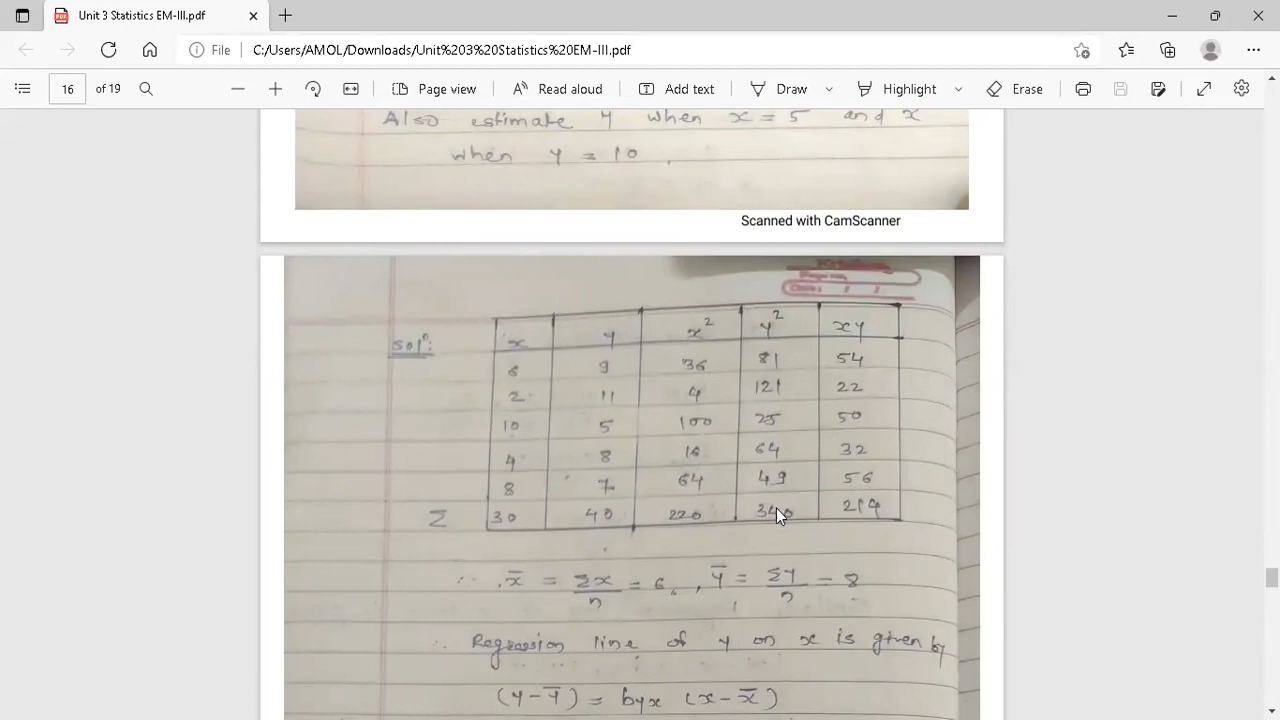 Unit 3 Statistics EM-III.pdf
File C:/Users/AMOL/Downloads/Unit%203%20Statistics%20EM-III.pdf
16 of 19 Page view Read aloud Add text Draw Highlight Erase
Also estimate y when x = 5 and x
when y = 10.
Scanned with CamScanner
Solⁿ: x y x² y² xy
6 9 36 81 54
2 11 4 121 22
10 5 100 25 50
4 8 16 64 32
8 7 64 49 56
Σ 30 40 220 340 214
∴ x̄ = Σx/n = 6, ȳ = Σy/n = 8
∴ Regression line of y on x is given by
(y-ȳ) = byx (x-x̄)